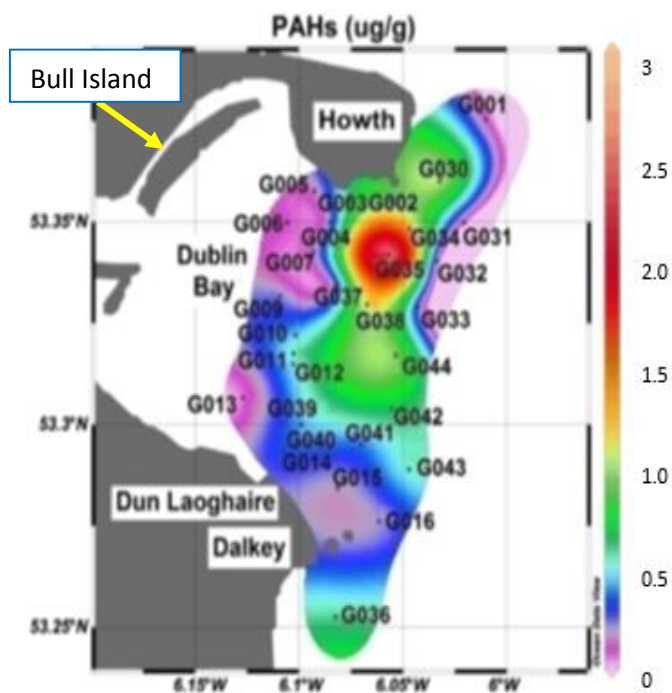 PAHs (ug/g)
Bull Island
3
2.5
2.0
1.5
1.0
0.5
0
Howth
G001
G030
G005
G003 G002
53.35°N
G006
G004
G034 G031
Dublin
Bay
G007
G035
G032
G037
G009
G038
G033
G010
G011
G012
G044
G013
G039
G042
53.3°N
G040
G041
G014
G043
G015
Dun Laoghaire
G016
Dalkey
G036
53.25°N
6.15°W
6.1°W
6.05°W
6°W
Ocean Data View